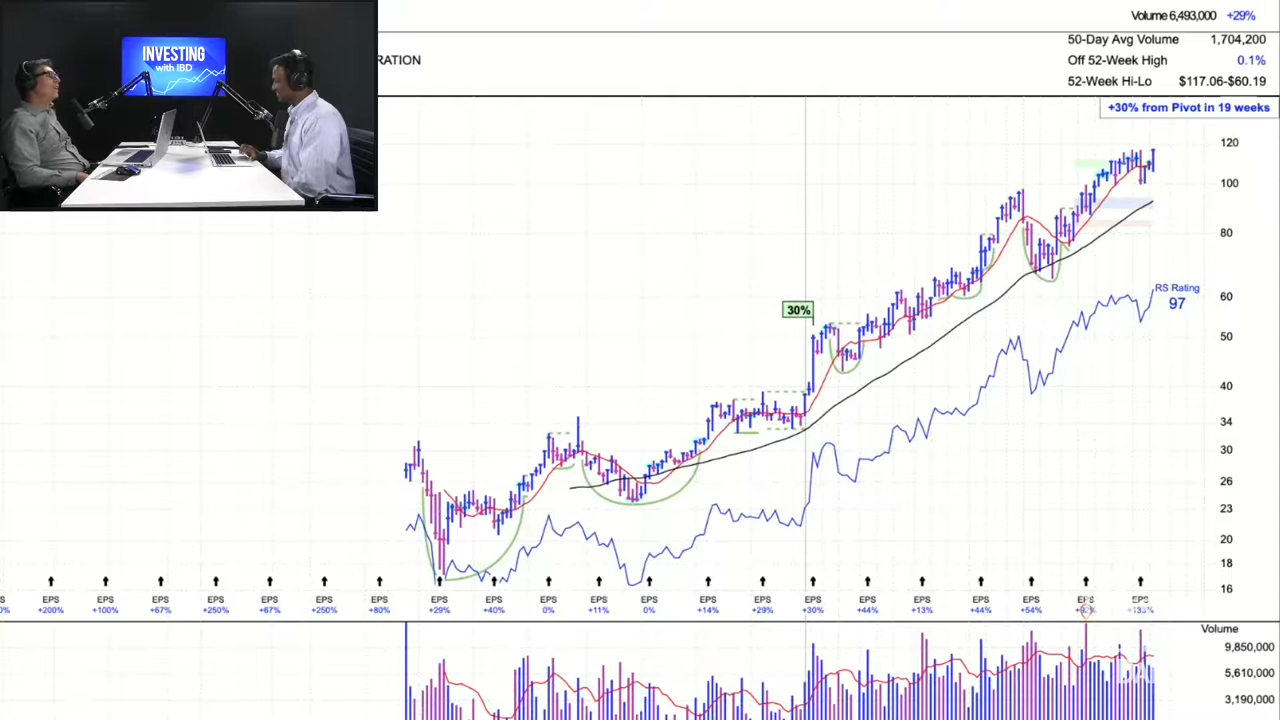 INVESTING
with IBD
Volume 6,493,000 +29%
RATION
50-Day Avg Volume 1,704,200
Off 52-Week High 0.1%
52-Week Hi-Lo $117.06-$60.19
+30% from Pivot in 19 weeks
120
100
80
60
50
40
34
30
26
23
20
18
16
RS Rating
97
30%
S EPS EPS EPS EPS EPS EPS EPS EPS EPS EPS EPS EPS EPS EPS EPS EPS EPS EPS EPS EPS EPS
0% +200% +100% +67% +250% +67% +250% +80% +29% +40% 0% +11% 0% +14% +29% +30% +44% +13% +44% +54% +133%
Volume
9,850,000
5,610,000
3,190,000